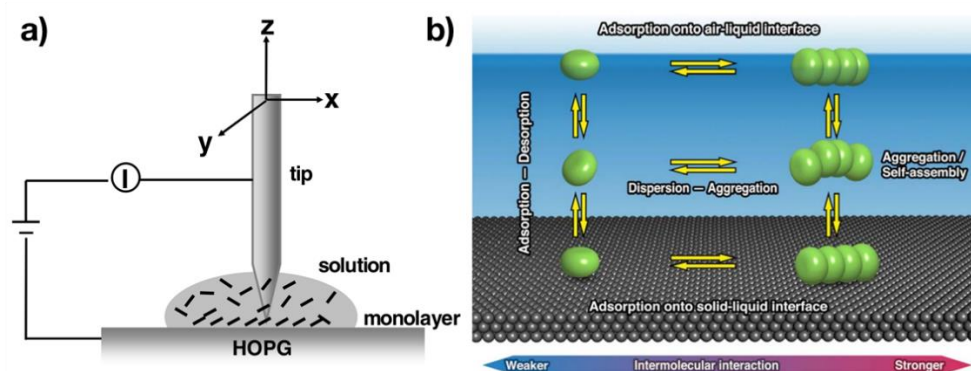 a)
z
x
y
I
tip
solution
monolayer
HOPG
b)
Adsorption onto air-liquid interface
Adsorption — Desorption
Dispersion — Aggregation
Aggregation /
Self-assembly
Adsorption onto solid-liquid interface
Weaker
Intermolecular interaction
Stronger